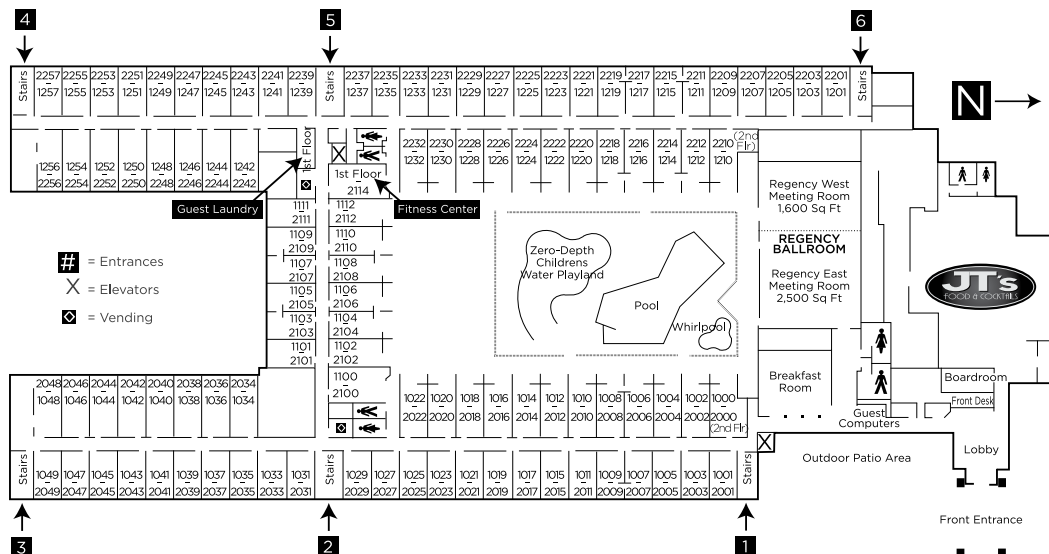 4
5
6
Stairs
2257 2255 2253 2251 2249 2247 2245 2243 2241 2239
1257 1255 1253 1251 1249 1247 1245 1243 1241 1239
Stairs
2237 2235 2233 2231 2229 2227 2225 2223 2221 2219 2217 2215 2211 2209 2207 2205 2203 2201
1237 1235 1233 1231 1229 1227 1225 1223 1221 1219 1217 1215 1211 1209 1207 1205 1203 1201
Stairs
N
1256 1254 1252 1250 1248 1246 1244 1242
2256 2254 2252 2250 2248 2246 2244 2242
1st Floor
2232 2230 2228 2226 2224 2222 2220 2218 2216 2214 2212 2210
(2nd Flr)
1232 1230 1228 1226 1224 1222 1220 1218 1216 1214 1212 1210
1st Floor
2114
Guest Laundry
Fitness Center
1111
2111
1112
2112
1109
2109
1110
2110
1107
2107
1108
2108
1105
2105
1106
2106
1103
2103
1104
2104
1101
2101
1102
2102
1100
2100
# = Entrances
= Elevators
= Vending
Zero-Depth
Childrens
Water Playland
Pool
Whirlpool
Regency West
Meeting Room
1,600 Sq Ft
REGENCY
BALLROOM
Regency East
Meeting Room
2,500 Sq Ft
JT's
FOOD & COCKTAILS
Breakfast
Room
Boardroom
Front Desk
Guest
Computers
Lobby
Outdoor Patio Area
Front Entrance
2048 2046 2044 2042 2040 2038 2036 2034
1048 1046 1044 1042 1040 1038 1036 1034
1022 1020 1018 1016 1014 1012 1010 1008 1006 1004 1002 1000
2022 2020 2018 2016 2014 2012 2010 2008 2006 2004 2002 2000
(2nd Flr)
Stairs
1049 1047 1045 1043 1041 1039 1037 1035 1033 1031
2049 2047 2045 2043 2041 2039 2037 2035 2033 2031
Stairs
1029 1027 1025 1023 1021 1019 1017 1015 1011 1009 1007 1005 1003 1001
2029 2027 2025 2023 2021 2019 2017 2015 2011 2009 2007 2005 2003 2001
Stairs
3
2
1